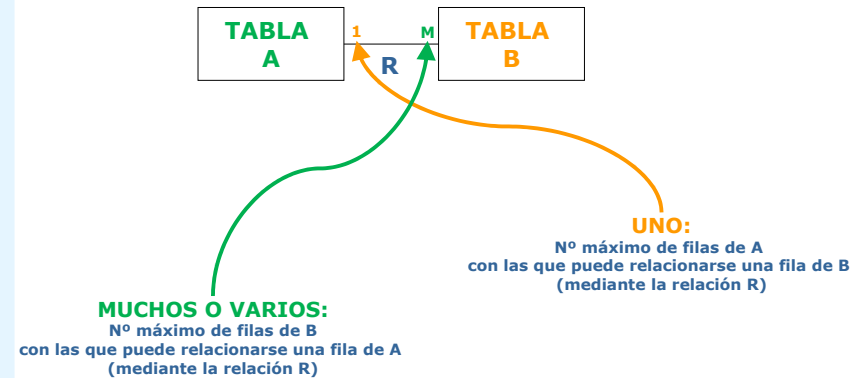 TABLA
A
1
M
R
TABLA
B
UNO:
Nº máximo de filas de A
con las que puede relacionarse una fila de B
(mediante la relación R)
MUCHOS O VARIOS:
Nº máximo de filas de B
con las que puede relacionarse una fila de A
(mediante la relación R)